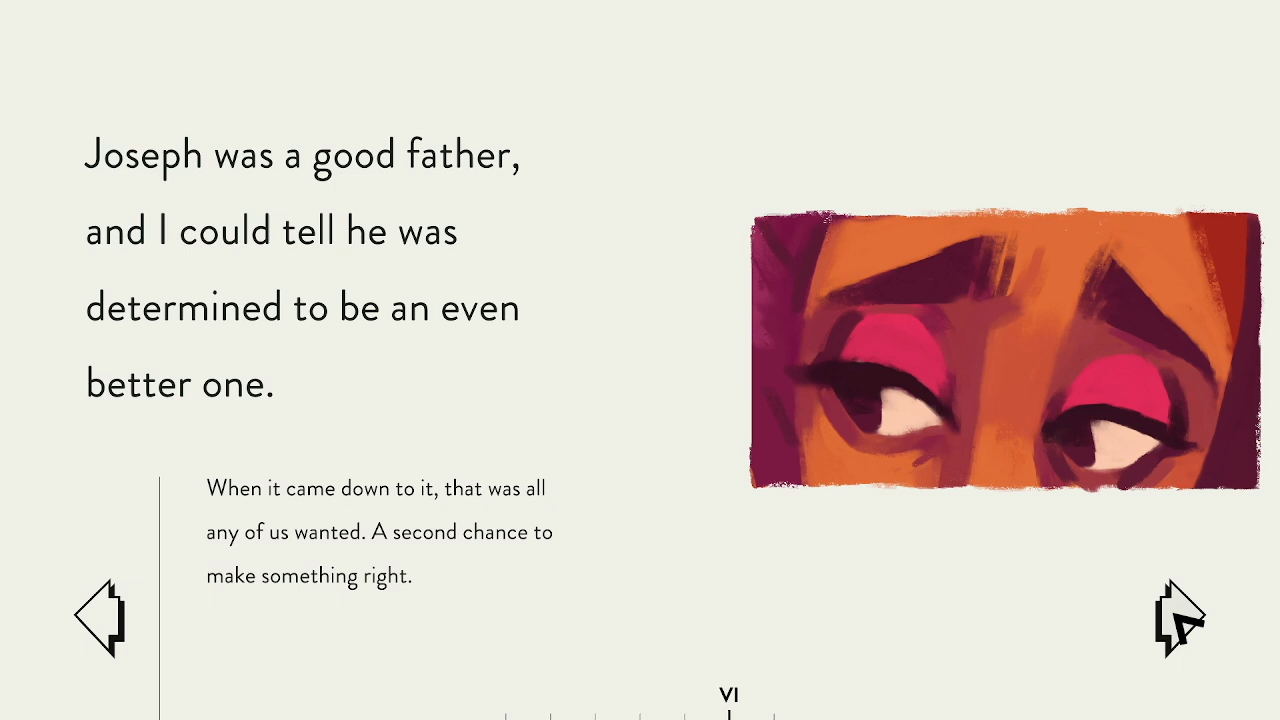 Joseph was a good father,
and I could tell he was
determined to be an even
better one.
When it came down to it, that was all
any of us wanted. A second chance to
make something right.
VI